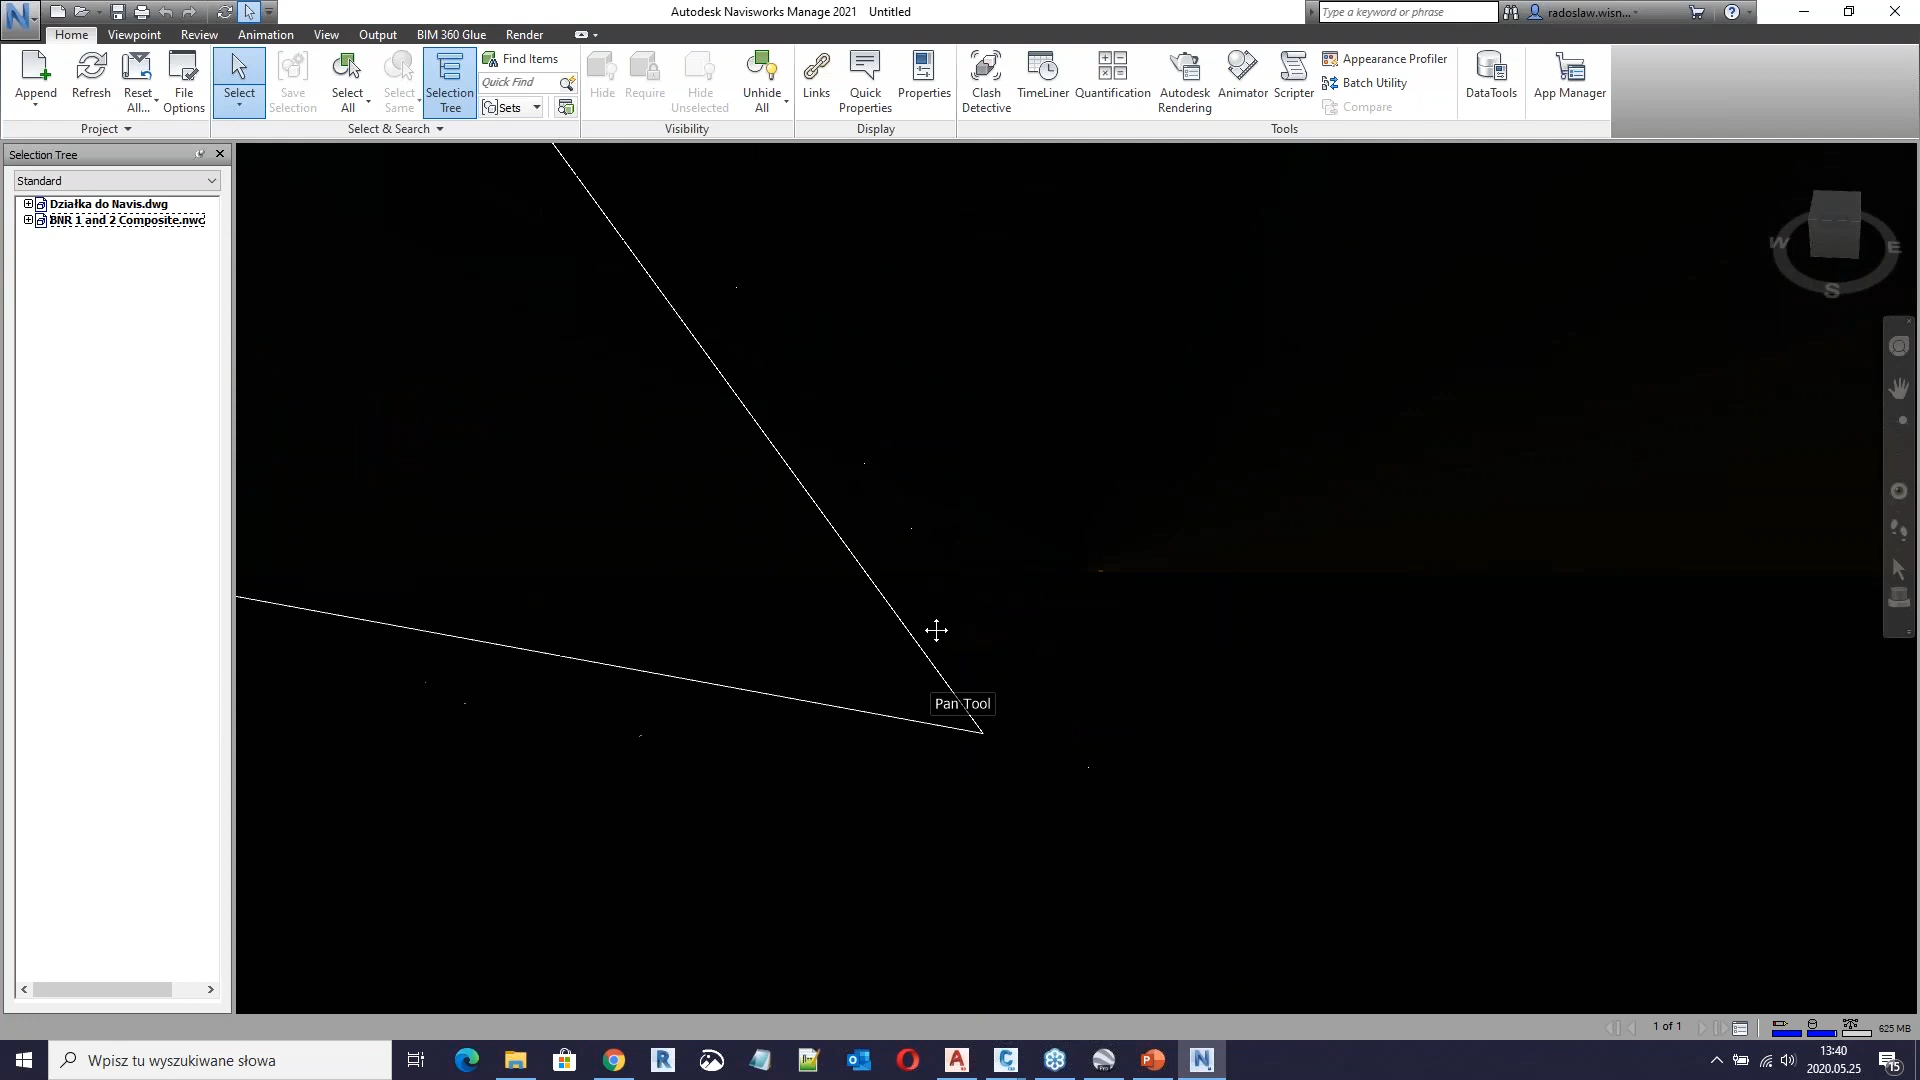 Autodesk Navisworks Manage 2021 Untitled
Type a keyword or phrase
radoslaw.wisn...
Home Viewpoint Review Animation View Output BIM 360 Glue Render
Append
Refresh
Reset All...
File Options
Select
Save Selection
Select All
Select Same
Selection Tree
Find Items
Quick Find
Sets
Hide
Require
Hide Unselected
Unhide All
Links
Quick Properties
Properties
Clash Detective
TimeLiner
Quantification
Autodesk Rendering
Animator
Scripter
Appearance Profiler
Batch Utility
Compare
DataTools
App Manager
Project
Select & Search
Visibility
Display
Tools
Selection Tree
Standard
Działka do Navis.dwg
BNR 1 and 2 Composite.nwc
W
E
S
Pan Tool
1 of 1
625 MB
Wpisz tu wyszukiwane słowa
13:40
2020.05.25
15